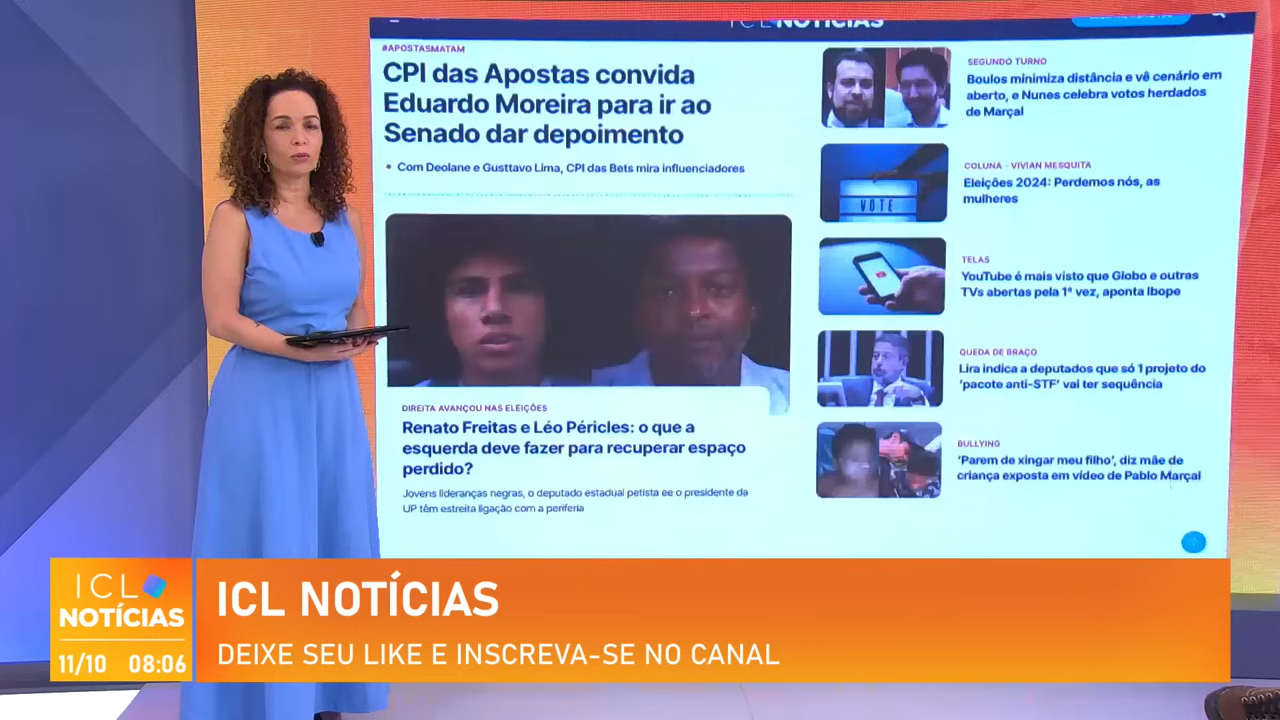 ICL NOTÍCIAS
#APOSTASMATAM
CPI das Apostas convida
Eduardo Moreira para ir ao
Senado dar depoimento
• Com Deolane e Gusttavo Lima, CPI das Bets mira influenciadores
DIREITA AVANÇOU NAS ELEIÇÕES
Renato Freitas e Léo Péricles: o que a
esquerda deve fazer para recuperar espaço
perdido?
Jovens lideranças negras, o deputado estadual petista ee o presidente da
UP têm estreita ligação com a periferia
SEGUNDO TURNO
Boulos minimiza distância e vê cenário em
aberto, e Nunes celebra votos herdados
de Marçal
VOTE
COLUNA - VIVIAN MESQUITA
Eleições 2024: Perdemos nós, as
mulheres
TELAS
YouTube é mais visto que Globo e outras
TVs abertas pela 1ª vez, aponta Ibope
QUEDA DE BRAÇO
Lira indica a deputados que só 1 projeto do
'pacote anti-STF' vai ter sequência
BULLYING
'Parem de xingar meu filho', diz mãe de
criança exposta em vídeo de Pablo Marçal
ICL
NOTÍCIAS
11/10 08:06
ICL NOTÍCIAS
DEIXE SEU LIKE E INSCREVA-SE NO CANAL